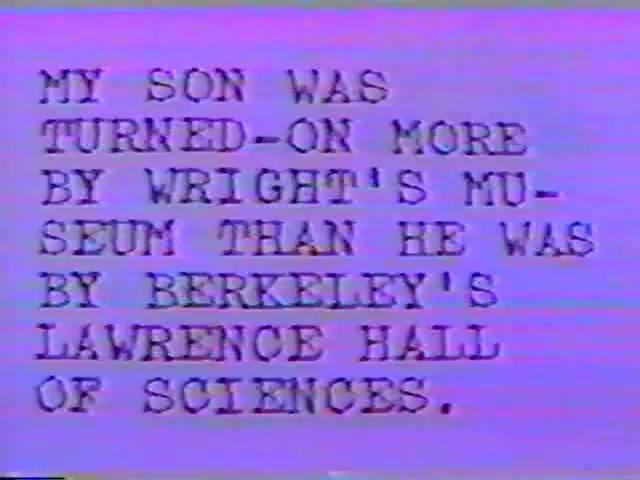 MY SON WAS
TURNED-ON MORE
BY WRIGHT'S MU-
SEUM THAN HE WAS
BY BERKELEY'S
LAWRENCE HALL
OF SCIENCES.